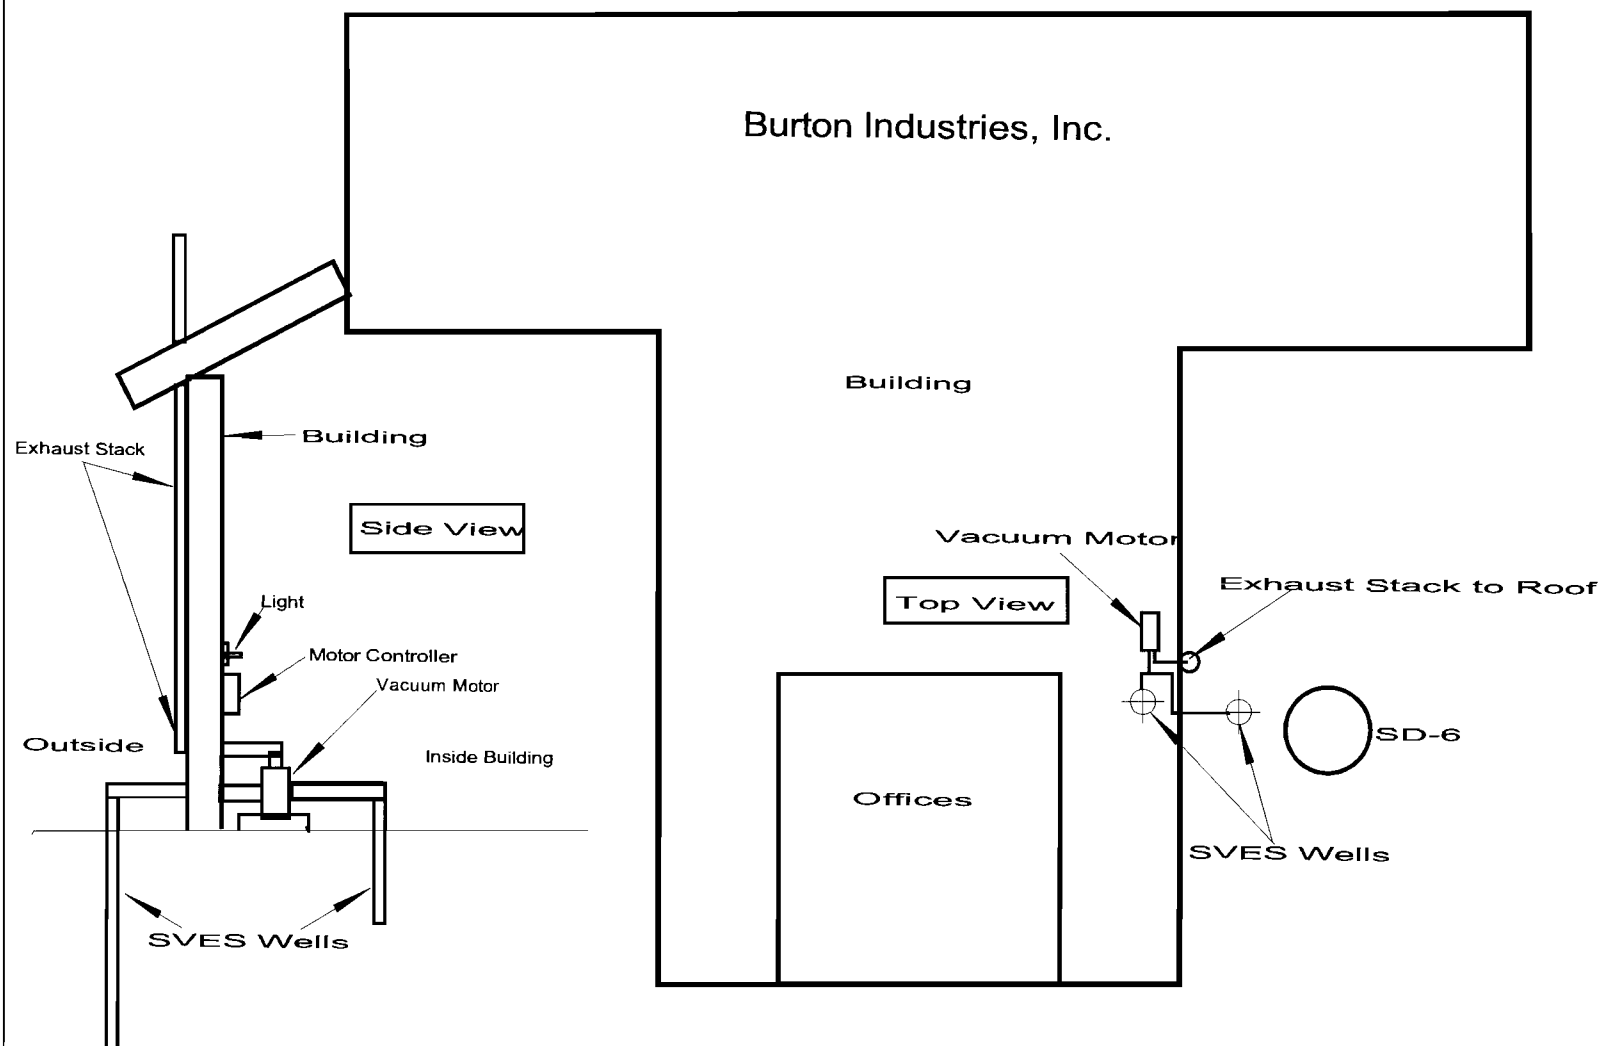 Burton Industries, Inc.
Building
Building
Exhaust Stack
Side View
Vacuum Motor
Exhaust Stack to Roof
Top View
Light
Motor Controller
Vacuum Motor
Outside
Inside Building
SD-6
Offices
SVES Wells
SVES Wells